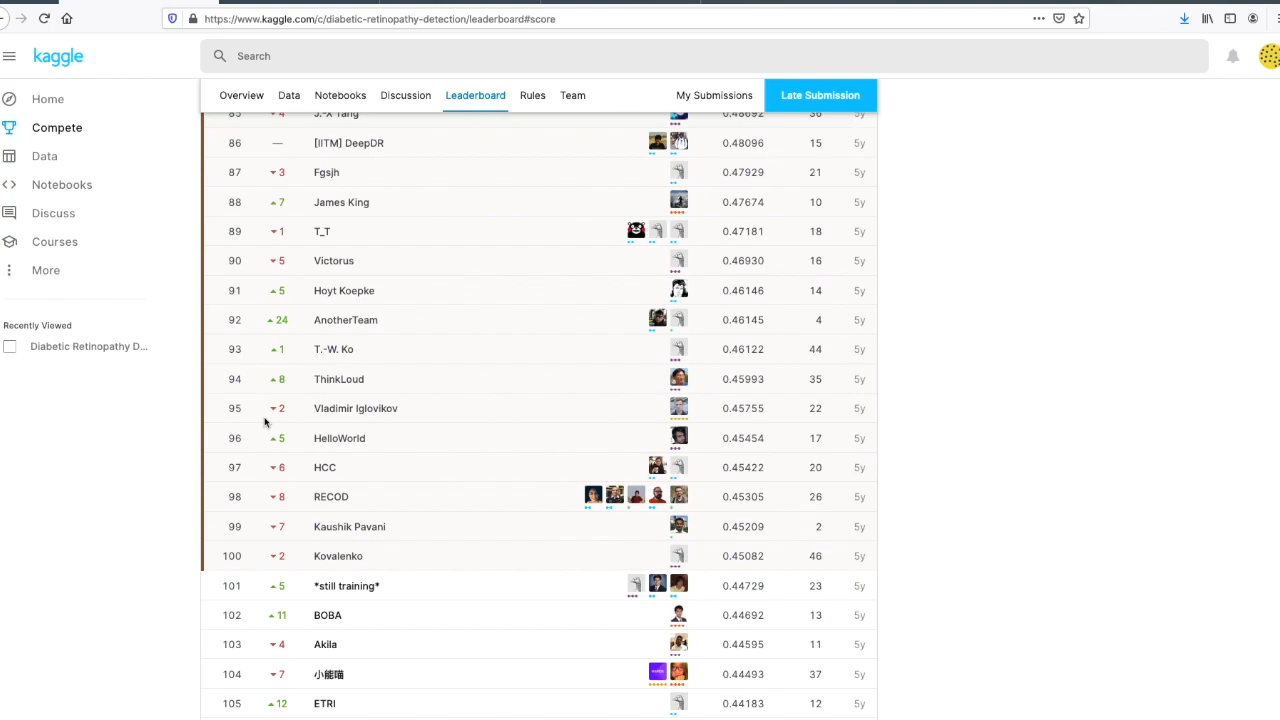 https://www.kaggle.com/c/diabetic-retinopathy-detection/leaderboard#score
kaggle
Search
Overview Data Notebooks Discussion Leaderboard Rules Team My Submissions Late Submission
Home
Compete
Data
Notebooks
Discuss
Courses
More
Recently Viewed
Diabetic Retinopathy D...
85 4 J.-X Tang 0.48692 36 5y
86 — [IITM] DeepDR 0.48096 15 5y
87 3 Fgsjh 0.47929 21 5y
88 7 James King 0.47674 10 5y
89 1 T_T 0.47181 18 5y
90 5 Victorus 0.46930 16 5y
91 5 Hoyt Koepke 0.46146 14 5y
92 24 AnotherTeam 0.46145 4 5y
93 1 T.-W. Ko 0.46122 44 5y
94 8 ThinkLoud 0.45993 35 5y
95 2 Vladimir Iglovikov 0.45755 22 5y
96 5 HelloWorld 0.45454 17 5y
97 6 HCC 0.45422 20 5y
98 8 RECOD 0.45305 26 5y
99 7 Kaushik Pavani 0.45209 2 5y
100 2 Kovalenko 0.45082 46 5y
101 5 *still training* 0.44729 23 5y
102 11 BOBA 0.44692 13 5y
103 4 Akila 0.44595 11 5y
104 7 小能喵 0.44493 37 5y
105 12 ETRI 0.44183 12 5y